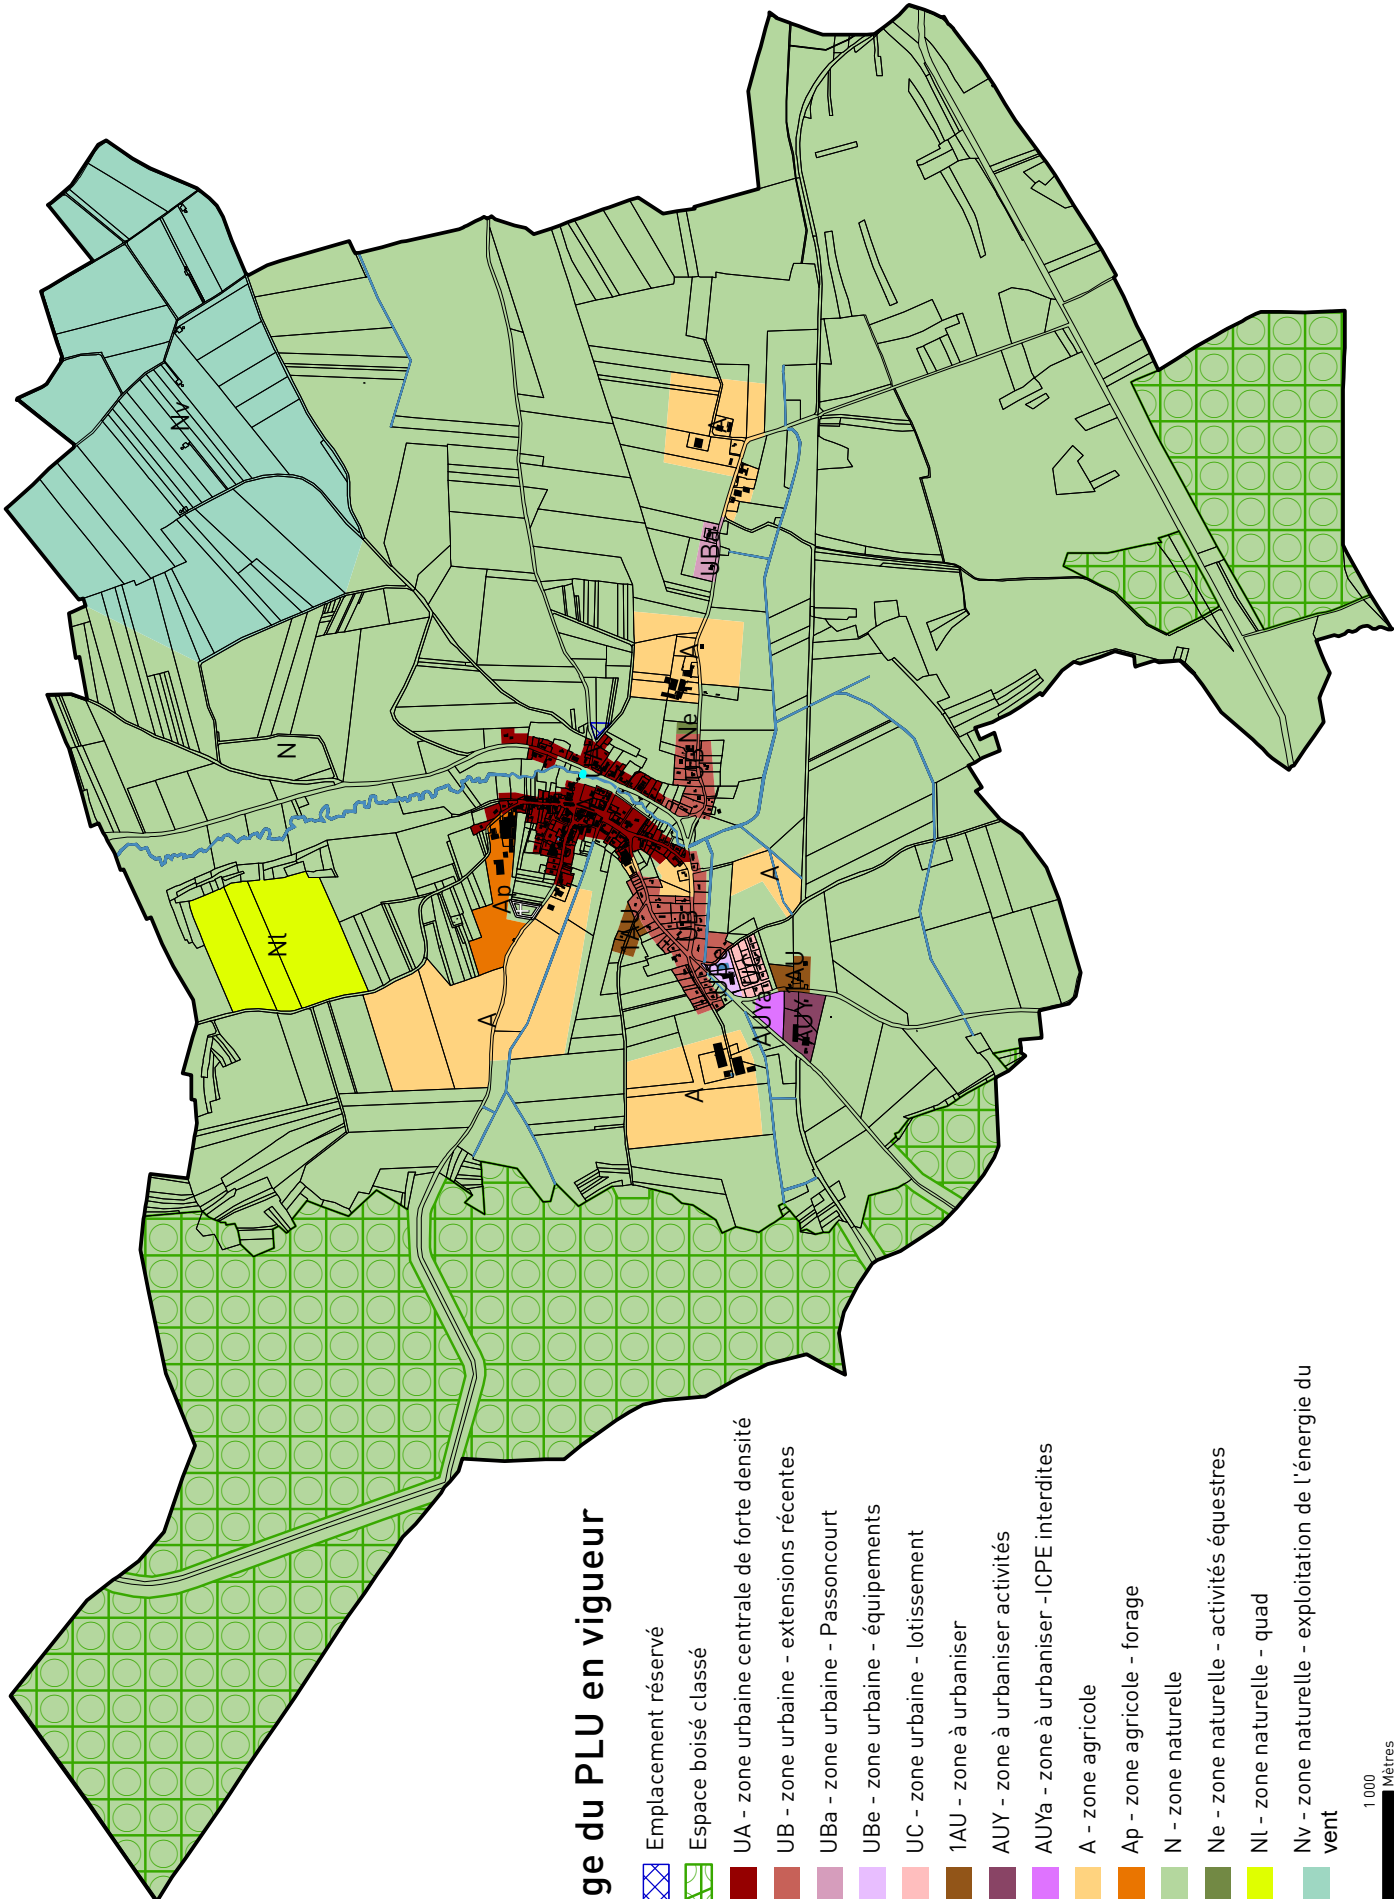 ge du PLU en vigueur
Emplacement réservé
Espace boisé classé
UA - zone urbaine centrale de forte densité
UB - zone urbaine - extensions récentes
UBa - zone urbaine - Passoncourt
UBe - zone urbaine - équipements
UC - zone urbaine - lotissement
1AU - zone à urbaniser
AUY - zone à urbaniser activités
AUYa - zone à urbaniser -ICPE interdites
A - zone agricole
Ap - zone agricole - forage
N - zone naturelle
Ne - zone naturelle - activités équestres
Nl - zone naturelle - quad
Nv - zone naturelle - exploitation de l'énergie du
vent
1 000
Mètres
Nv
N
Nl
Ap
A
A
A
A
A
UBa
Ne
UB
UB
1AU
1AU
AUYa
AUY